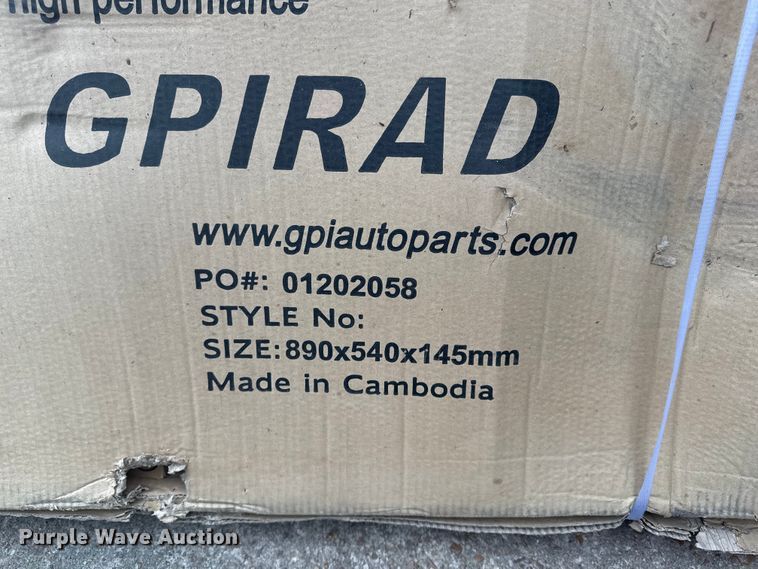 high performance
GPIRAD
www.gpiautoparts.com
PO#: 01202058
STYLE No:
SIZE:890x540x145mm
Made in Cambodia
Purple Wave Auction